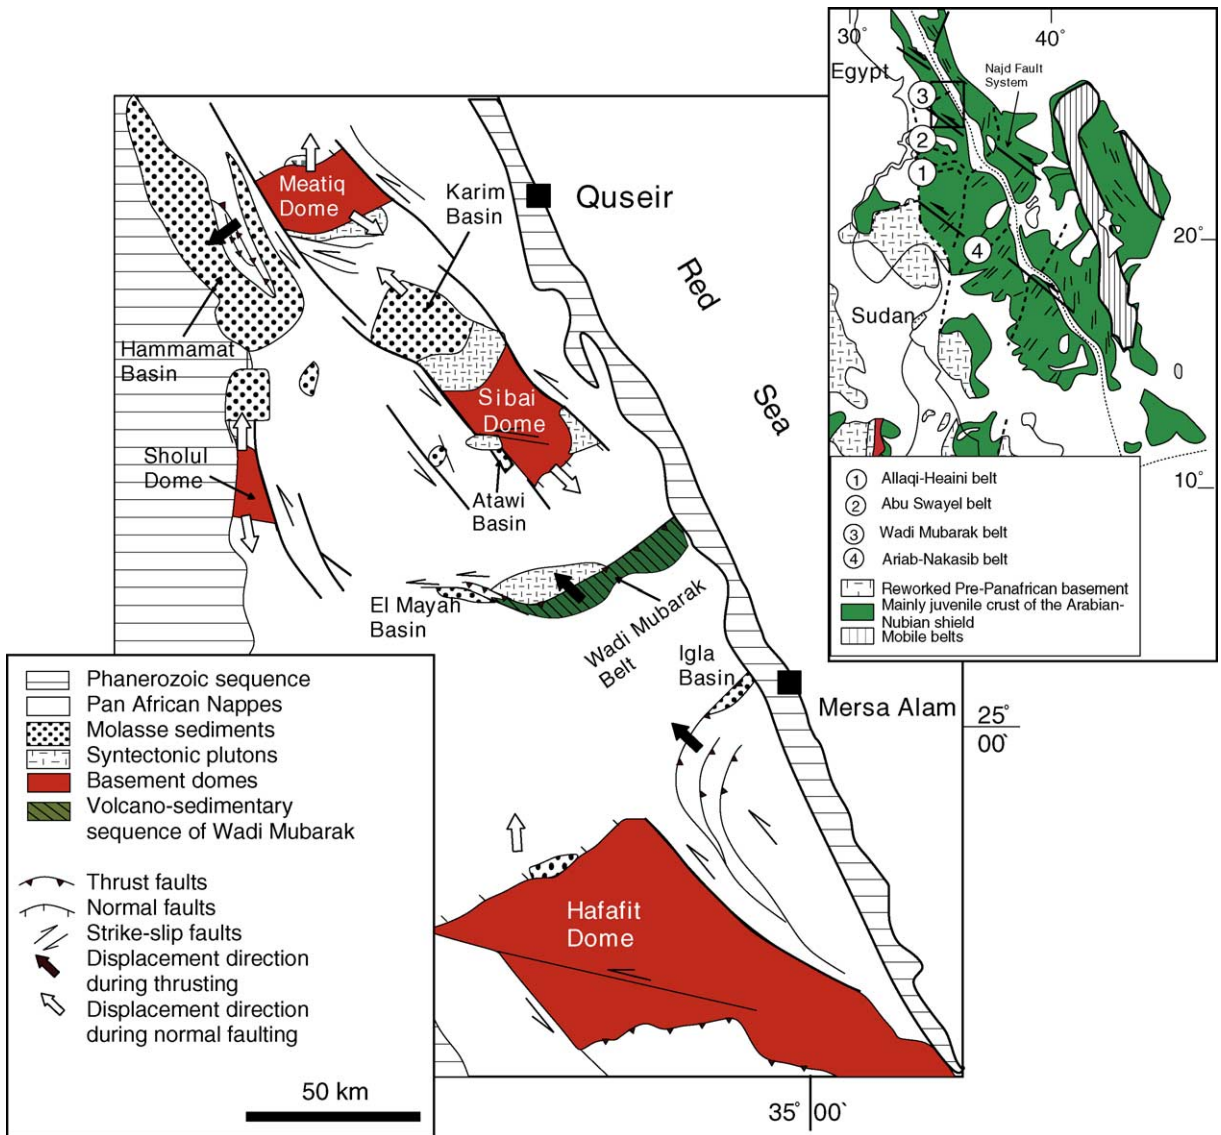 Meatiq
Dome
Karim
Basin
Quseir
Red
Sea
Hammamat
Basin
Sibai
Dome
Sholul
Dome
Atawi
Basin
El Mayah
Basin
Wadi Mubarak
Belt
Igla
Basin
Mersa Alam
25°
00`
Hafafit
Dome
35° 00`
Phanerozoic sequence
Pan African Nappes
Molasse sediments
Syntectonic plutons
Basement domes
Volcano-sedimentary
sequence of Wadi Mubarak
Thrust faults
Normal faults
Strike-slip faults
Displacement direction
during thrusting
Displacement direction
during normal faulting
50 km
30°
40°
Egypt
Najd Fault
System
3
2
1
4
20°
Sudan
0
10°
1 Allaqi-Heaini belt
2 Abu Swayel belt
3 Wadi Mubarak belt
4 Ariab-Nakasib belt
Reworked Pre-Panafrican basement
Mainly juvenile crust of the Arabian-
Nubian shield
Mobile belts